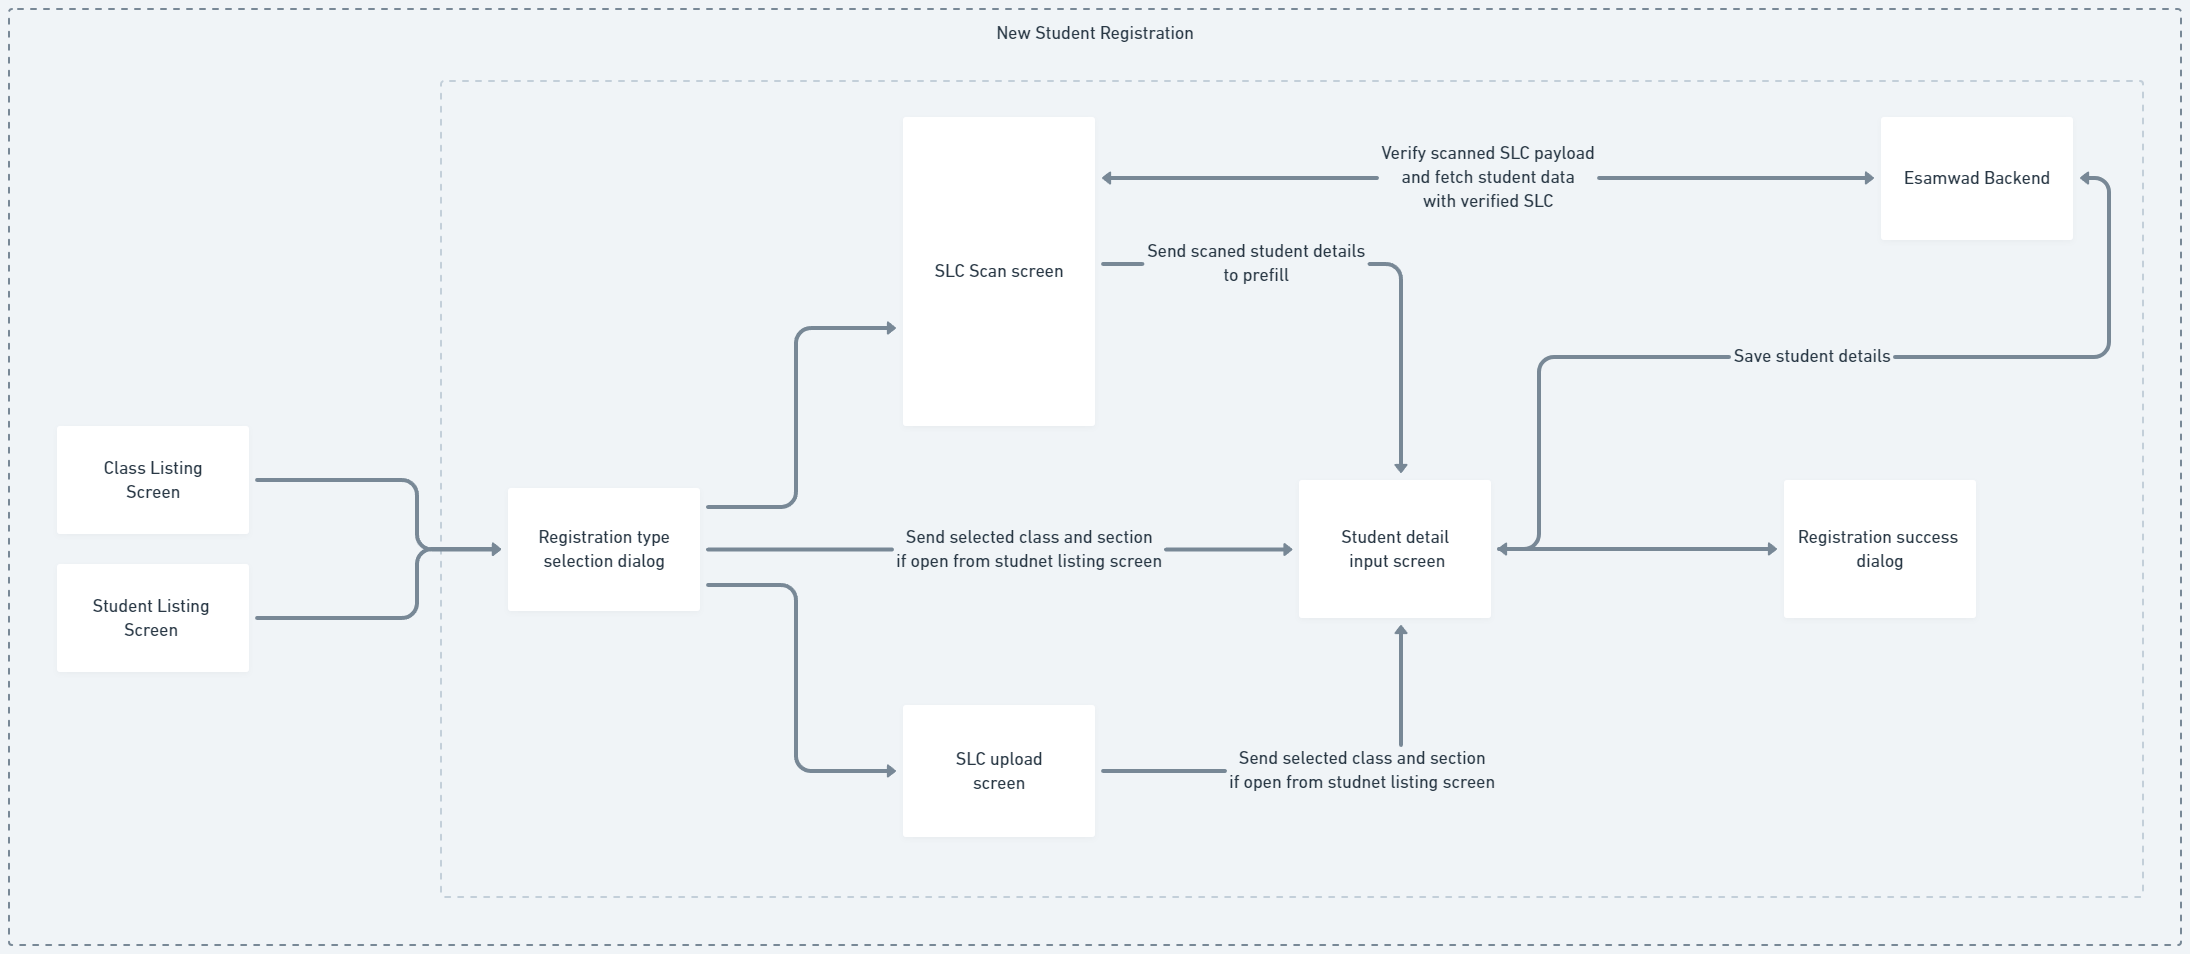 New Student Registration
Verify scanned SLC payload
and fetch student data
with verified SLC
Esamwad Backend
SLC Scan screen
Send scaned student details
to prefill
Save student details
Class Listing
Screen
Student Listing
Screen
Registration type
selection dialog
Send selected class and section
if open from studnet listing screen
Student detail
input screen
Registration success
dialog
SLC upload
screen
Send selected class and section
if open from studnet listing screen